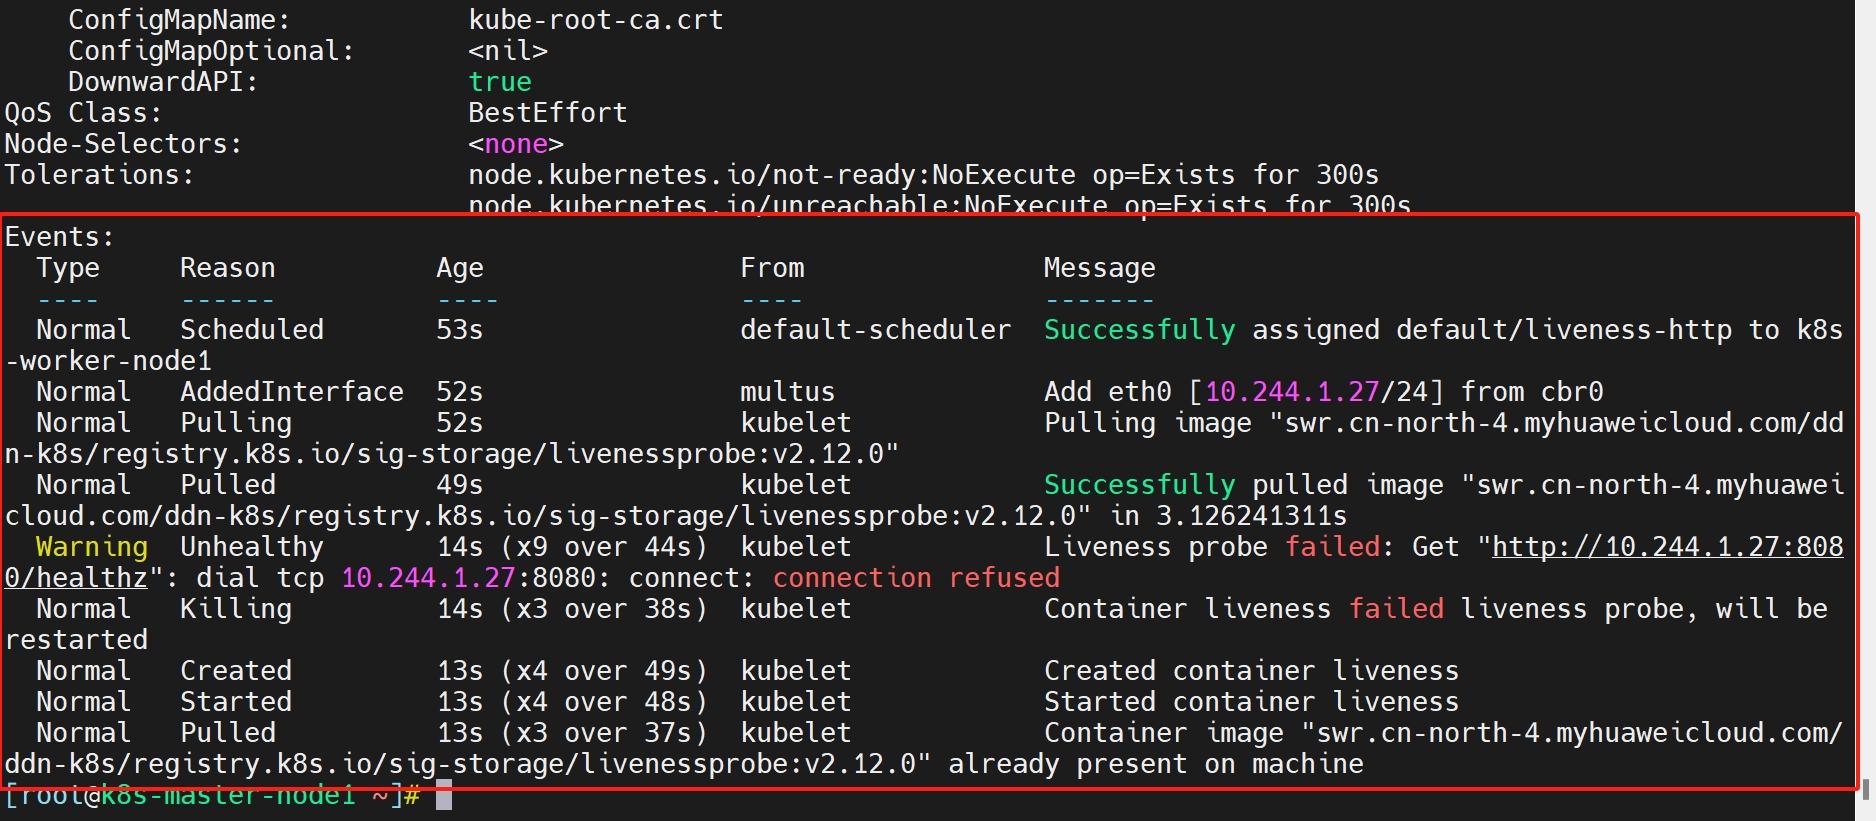 ConfigMapName:           kube-root-ca.crt
    ConfigMapOptional:       <nil>
    DownwardAPI:             true
QoS Class:                   BestEffort
Node-Selectors:              <none>
Tolerations:                 node.kubernetes.io/not-ready:NoExecute op=Exists for 300s
                             node.kubernetes.io/unreachable:NoExecute op=Exists for 300s
Events:
  Type     Reason          Age                From               Message
  ----     ------          ----               ----               -------
  Normal   Scheduled       53s                default-scheduler  Successfully assigned default/liveness-http to k8s
-worker-node1
  Normal   AddedInterface  52s                multus             Add eth0 [10.244.1.27/24] from cbr0
  Normal   Pulling         52s                kubelet            Pulling image "swr.cn-north-4.myhuaweicloud.com/dd
n-k8s/registry.k8s.io/sig-storage/livenessprobe:v2.12.0"
  Normal   Pulled          49s                kubelet            Successfully pulled image "swr.cn-north-4.myhuawei
cloud.com/ddn-k8s/registry.k8s.io/sig-storage/livenessprobe:v2.12.0" in 3.126241311s
  Warning  Unhealthy       14s (x9 over 44s)  kubelet            Liveness probe failed: Get "http://10.244.1.27:808
0/healthz": dial tcp 10.244.1.27:8080: connect: connection refused
  Normal   Killing         14s (x3 over 38s)  kubelet            Container liveness failed liveness probe, will be
restarted
  Normal   Created         13s (x4 over 49s)  kubelet            Created container liveness
  Normal   Started         13s (x4 over 48s)  kubelet            Started container liveness
  Normal   Pulled          13s (x3 over 37s)  kubelet            Container image "swr.cn-north-4.myhuaweicloud.com/
ddn-k8s/registry.k8s.io/sig-storage/livenessprobe:v2.12.0" already present on machine
[root@k8s-master-node1 ~]#